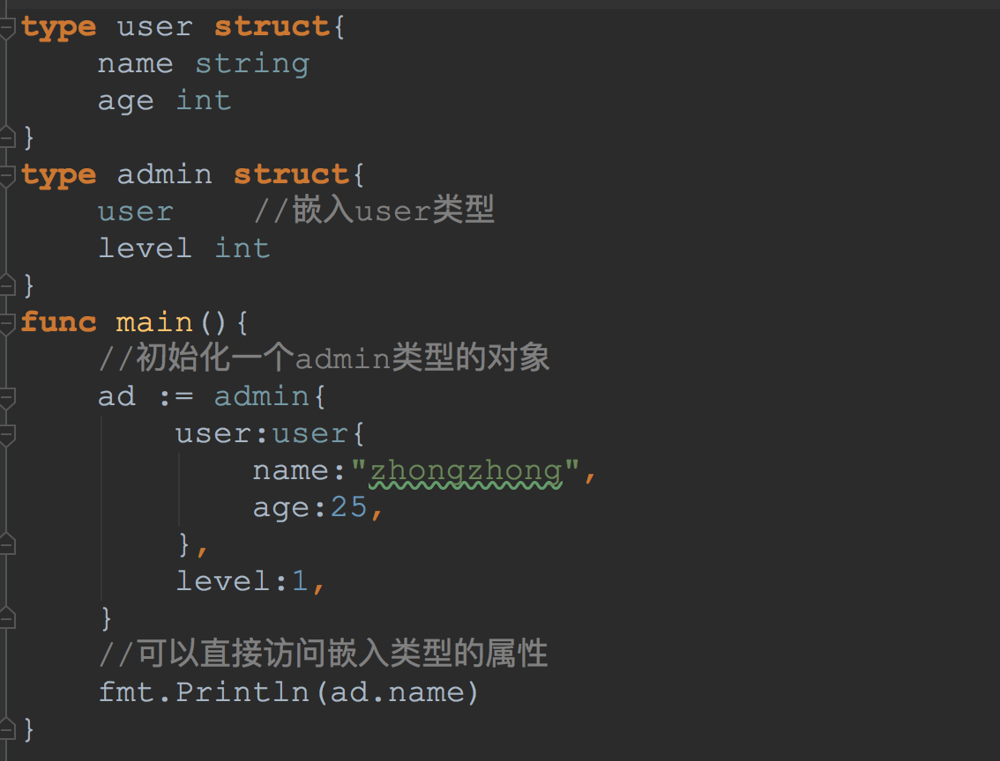 type user struct{
    name string
    age int
}
type admin struct{
    user    //嵌入user类型
    level int
}
func main(){
    //初始化一个admin类型的对象
    ad := admin{
        user:user{
            name:"zhongzhong",
            age:25,
        },
        level:1,
    }
    //可以直接访问嵌入类型的属性
    fmt.Println(ad.name)
}